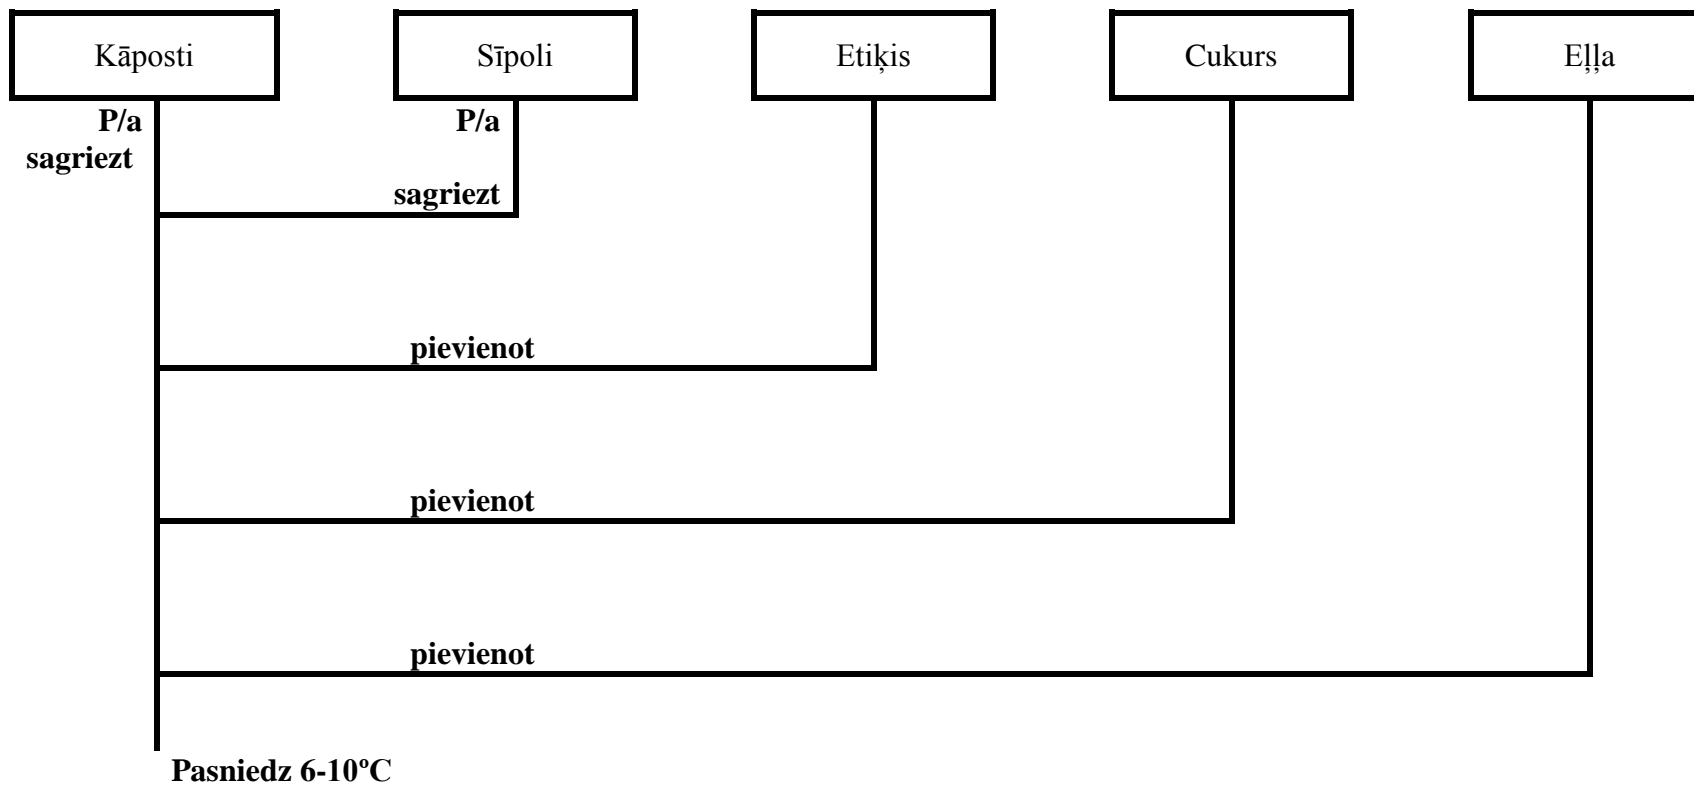 Kāposti
Sīpoli
Etiķis
Cukurs
Eļļa
P/a
sagriezt
P/a
sagriezt
pievienot
pievienot
pievienot
Pasniedz 6-10ºC